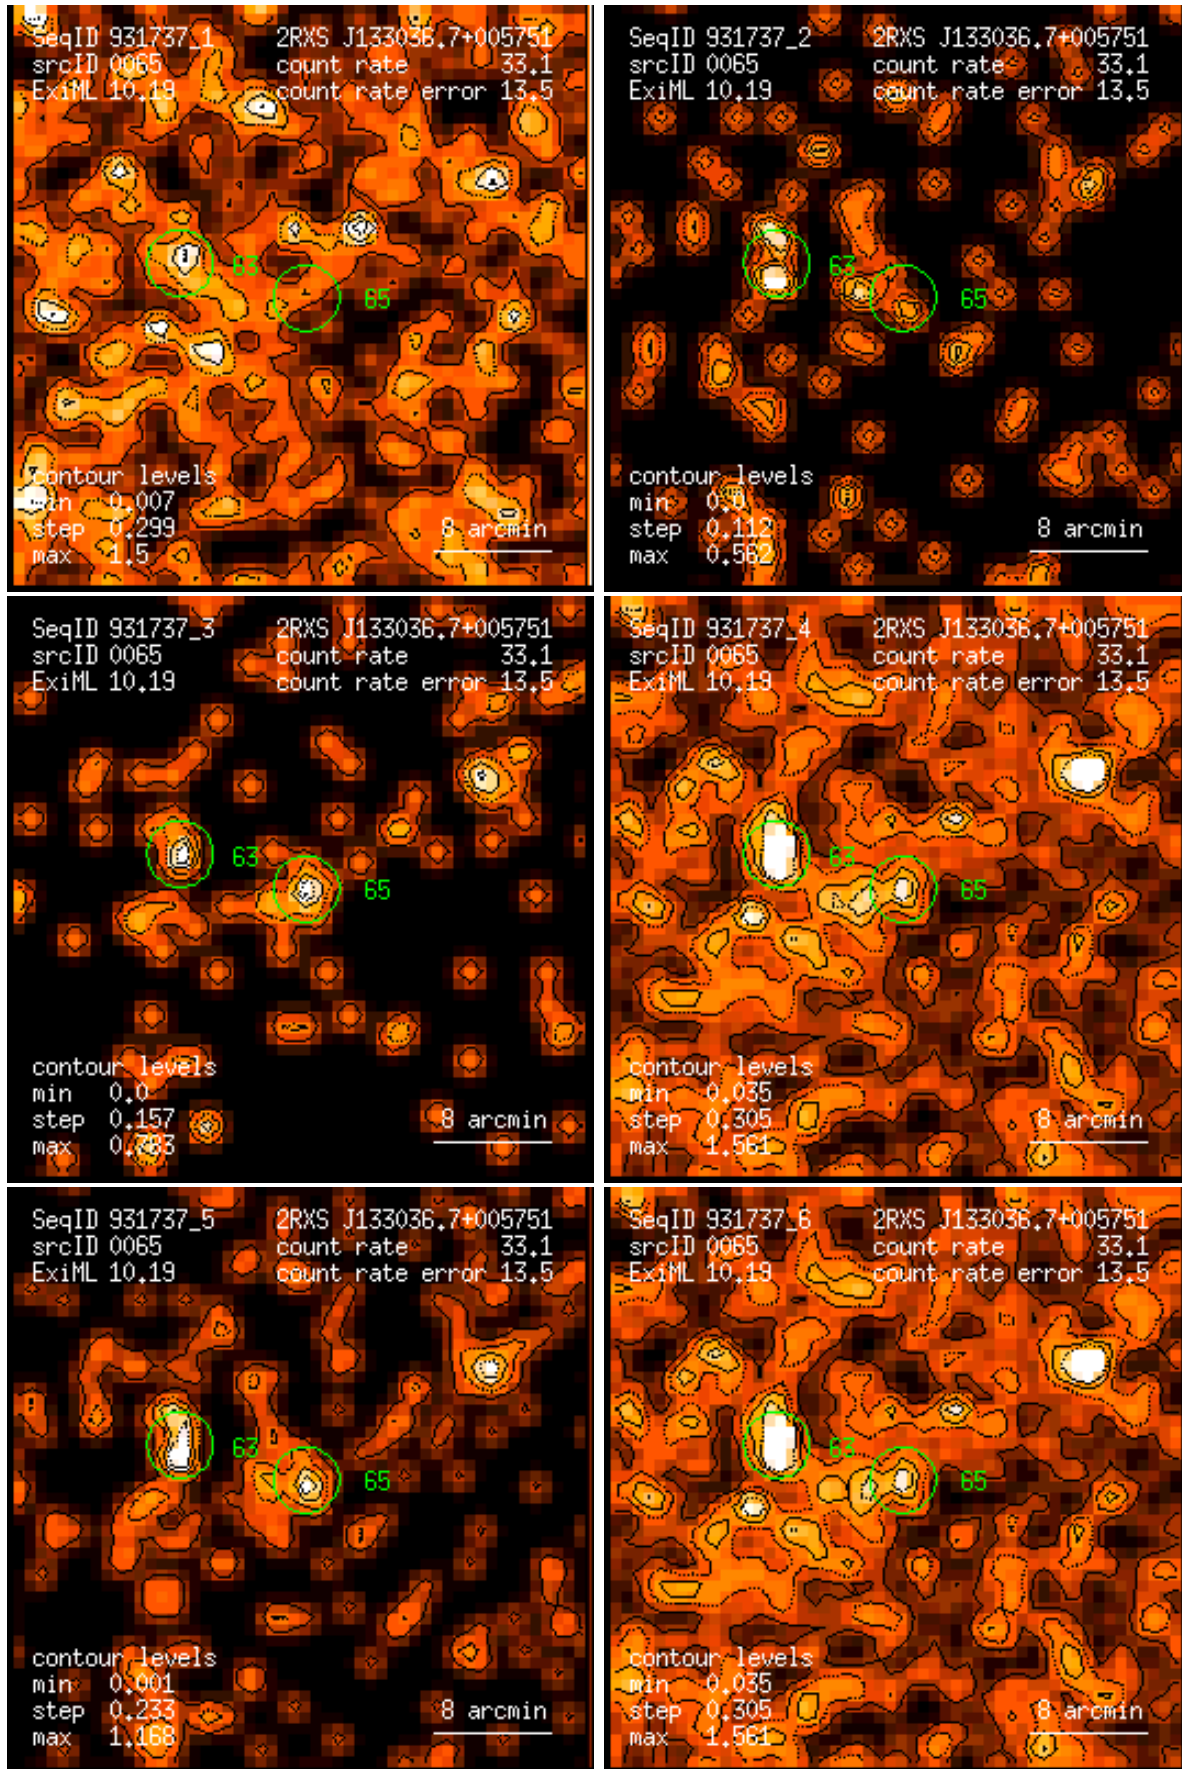 SeqID 931737_1 2RXS J133036.7+005751
srcID 0065 count rate 33.1
ExiML 10.19 count rate error 13.5
63
65
contour levels
min 0.007
step 0.299 8 arcmin
max 1.5
SeqID 931737_2 2RXS J133036.7+005751
srcID 0065 count rate 33.1
ExiML 10.19 count rate error 13.5
63
65
contour levels
min 0.0
step 0.112 8 arcmin
max 0.562
SeqID 931737_3 2RXS J133036.7+005751
srcID 0065 count rate 33.1
ExiML 10.19 count rate error 13.5
63
65
contour levels
min 0.0
step 0.157 8 arcmin
max 0.783
SeqID 931737_4 2RXS J133036.7+005751
srcID 0065 count rate 33.1
ExiML 10.19 count rate error 13.5
63
65
contour levels
min 0.035
step 0.305 8 arcmin
max 1.561
SeqID 931737_5 2RXS J133036.7+005751
srcID 0065 count rate 33.1
ExiML 10.19 count rate error 13.5
63
65
contour levels
min 0.001
step 0.233 8 arcmin
max 1.168
SeqID 931737_6 2RXS J133036.7+005751
srcID 0065 count rate 33.1
ExiML 10.19 count rate error 13.5
63
65
contour levels
min 0.035
step 0.305 8 arcmin
max 1.561